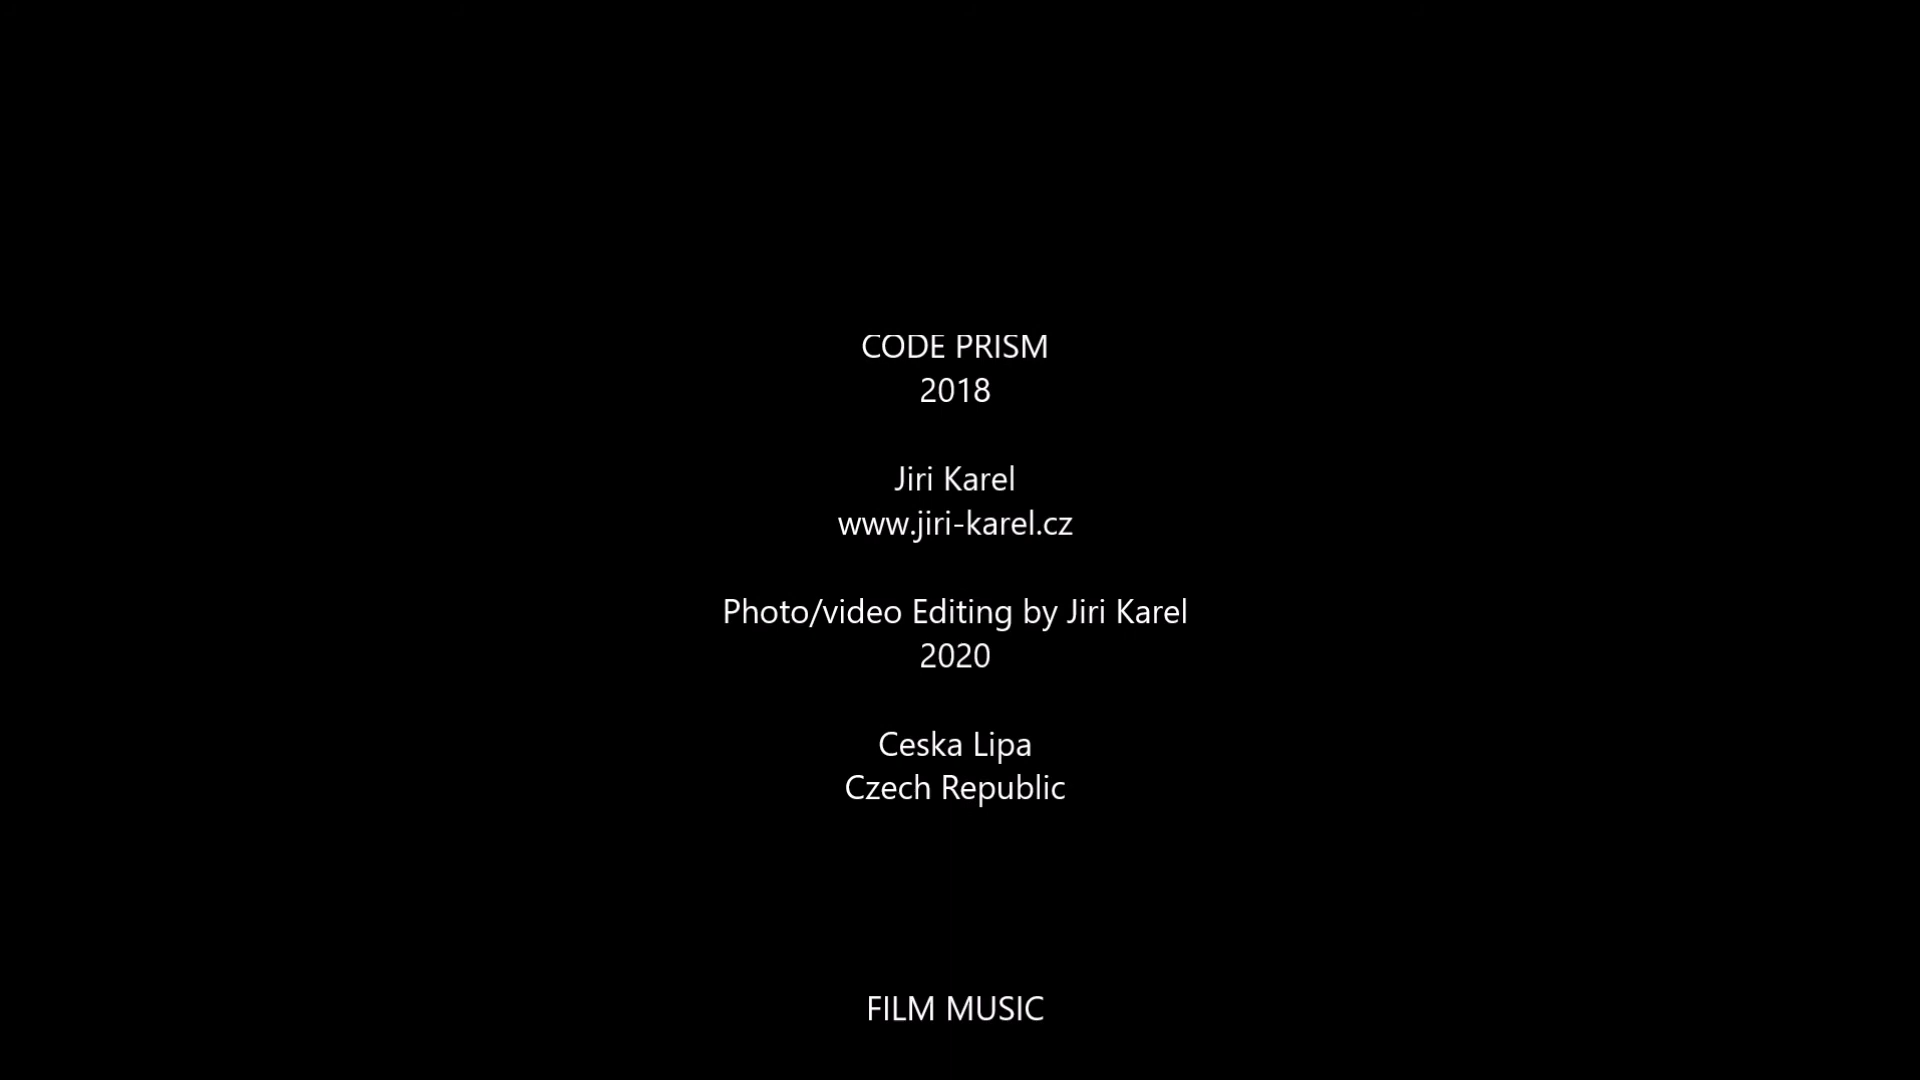 CODE PRISM
2018
Jiri Karel
www.jiri-karel.cz
Photo/video Editing by Jiri Karel
2020
Ceska Lipa
Czech Republic
FILM MUSIC